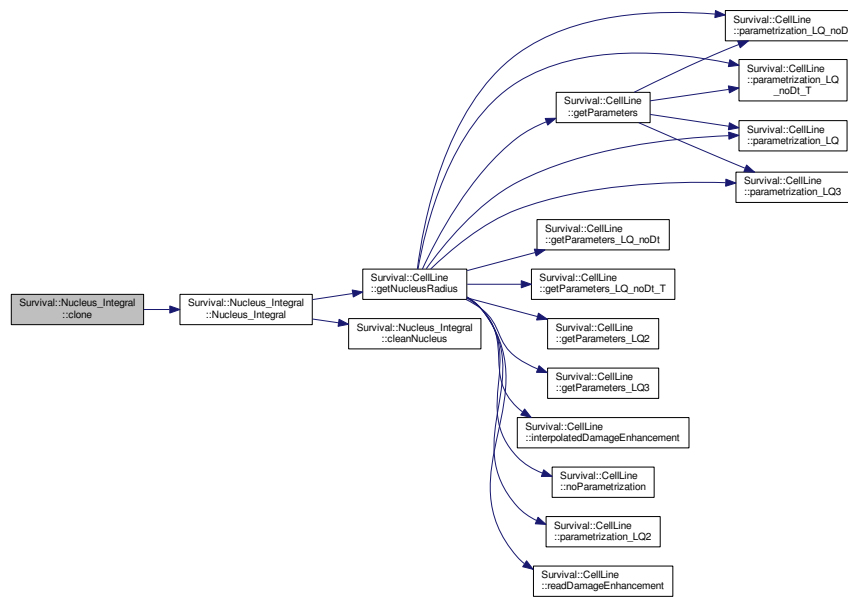 Survival::Nucleus_Integral
::clone
Survival::Nucleus_Integral
::Nucleus_Integral
Survival::CellLine
::getNucleusRadius
Survival::Nucleus_Integral
::cleanNucleus
Survival::CellLine
::getParameters
Survival::CellLine
::parametrization_LQ_noDt
Survival::CellLine
::parametrization_LQ
_noDt_T
Survival::CellLine
::parametrization_LQ
Survival::CellLine
::parametrization_LQ3
Survival::CellLine
::getParameters_LQ_noDt
Survival::CellLine
::getParameters_LQ_noDt_T
Survival::CellLine
::getParameters_LQ2
Survival::CellLine
::getParameters_LQ3
Survival::CellLine
::interpolatedDamageEnhancement
Survival::CellLine
::noParametrization
Survival::CellLine
::parametrization_LQ2
Survival::CellLine
::readDamageEnhancement